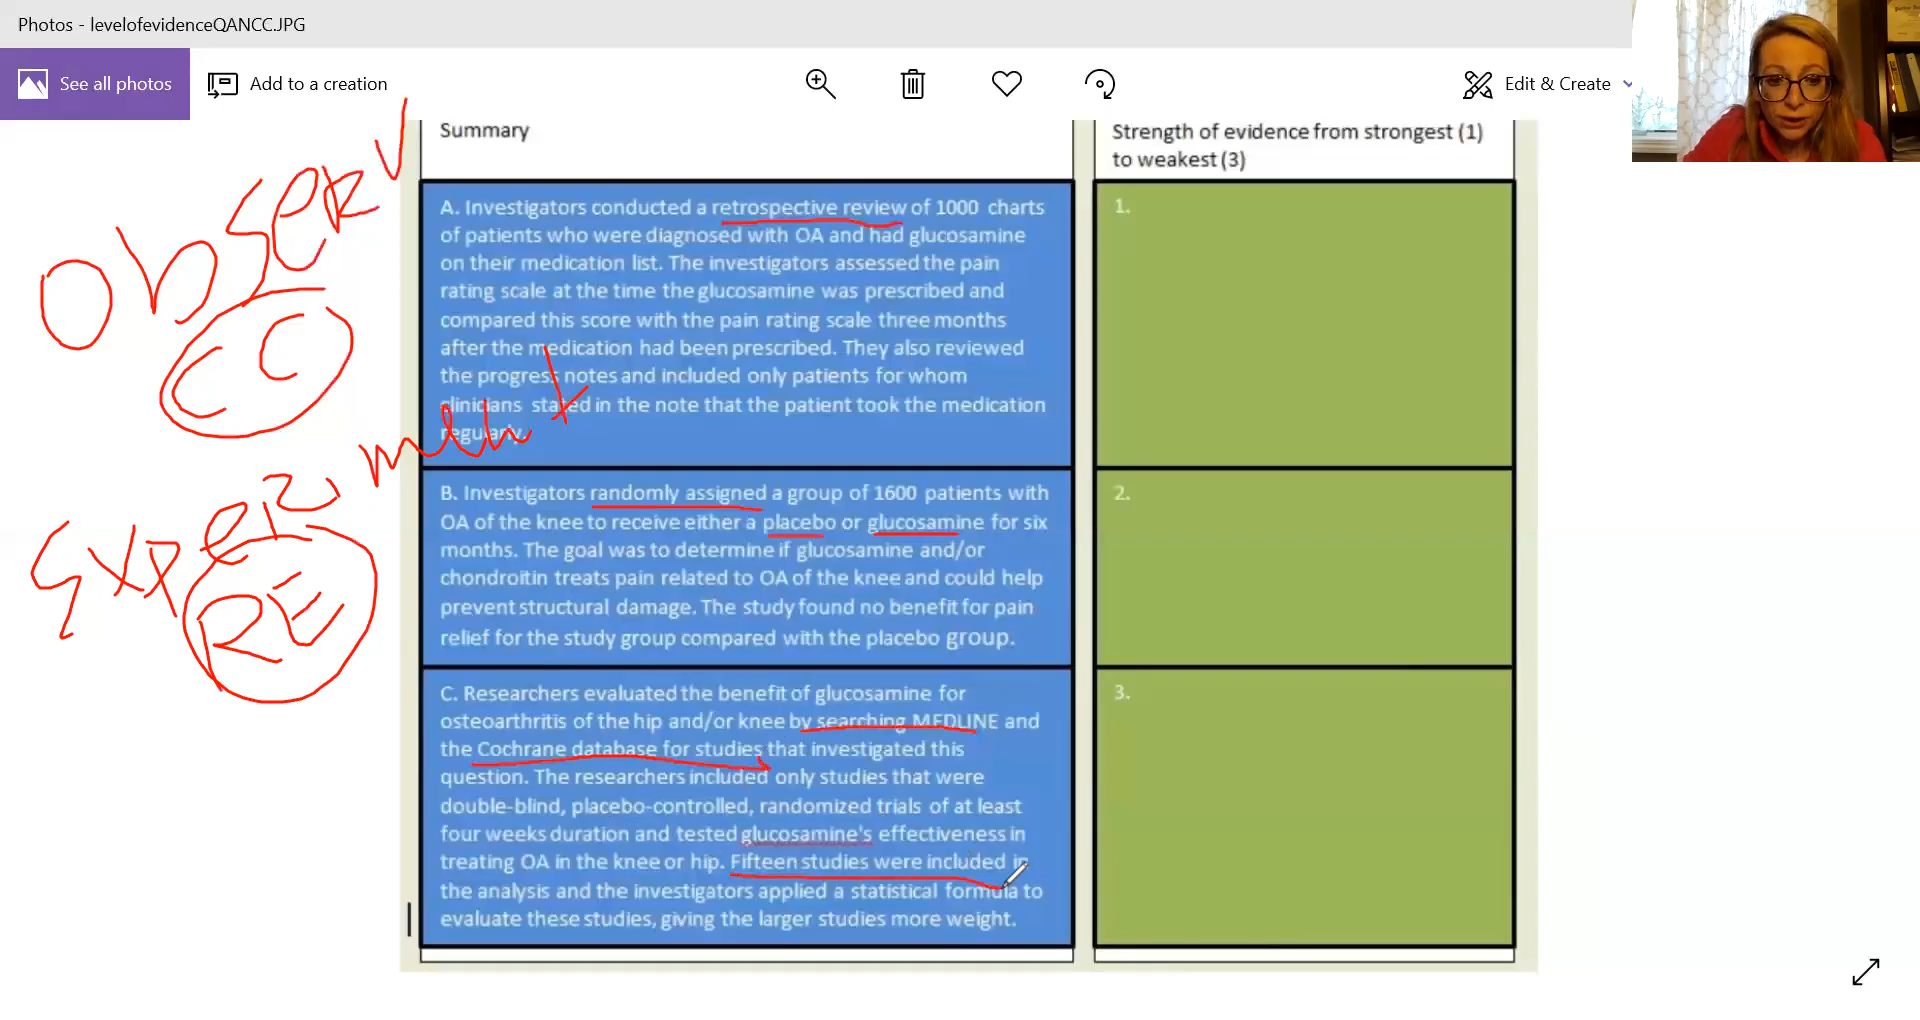 Photos - levelofevidenceQANCC.JPG
See all photos
Add to a creation
Edit & Create
Summary
Strength of evidence from strongest (1)
to weakest (3)
A. Investigators conducted a retrospective review of 1000 charts
of patients who were diagnosed with OA and had glucosamine
on their medication list. The investigators assessed the pain
rating scale at the time the glucosamine was prescribed and
compared this score with the pain rating scale three months
after the medication had been prescribed. They also reviewed
the progress notes and included only patients for whom
clinicians stated in the note that the patient took the medication
regularly.
1.
B. Investigators randomly assigned a group of 1600 patients with
OA of the knee to receive either a placebo or glucosamine for six
months. The goal was to determine if glucosamine and/or
chondroitin treats pain related to OA of the knee and could help
prevent structural damage. The study found no benefit for pain
relief for the study group compared with the placebo group.
2.
C. Researchers evaluated the benefit of glucosamine for
osteoarthritis of the hip and/or knee by searching MEDLINE and
the Cochrane database for studies that investigated this
question. The researchers included only studies that were
double-blind, placebo-controlled, randomized trials of at least
four weeks duration and tested glucosamine's effectiveness in
treating OA in the knee or hip. Fifteen studies were included in
the analysis and the investigators applied a statistical formula to
evaluate these studies, giving the larger studies more weight.
3.
Observ
CC
Experiment
RE